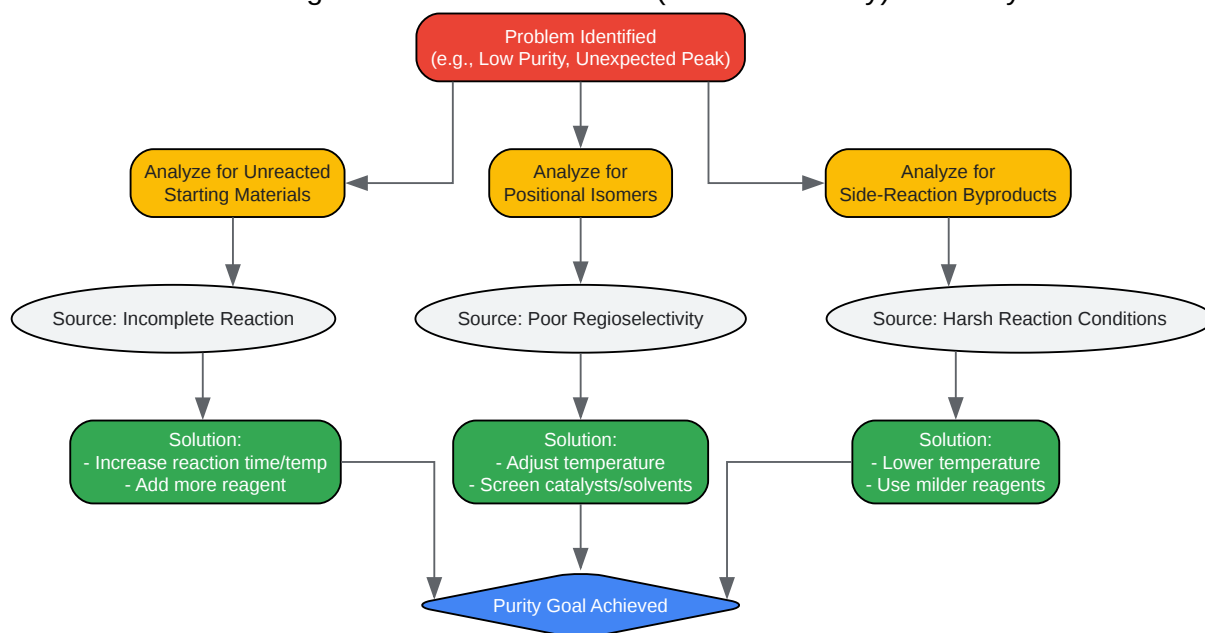 Problem Identified
(e.g., Low Purity, Unexpected Peak)
Analyze for Unreacted
Starting Materials
Analyze for
Positional Isomers
Analyze for
Side-Reaction Byproducts
Source: Incomplete Reaction
Source: Poor Regioselectivity
Source: Harsh Reaction Conditions
Solution:
- Increase reaction time/temp
- Add more reagent
Solution:
- Adjust temperature
- Screen catalysts/solvents
Solution:
- Lower temperature
- Use milder reagents
Purity Goal Achieved